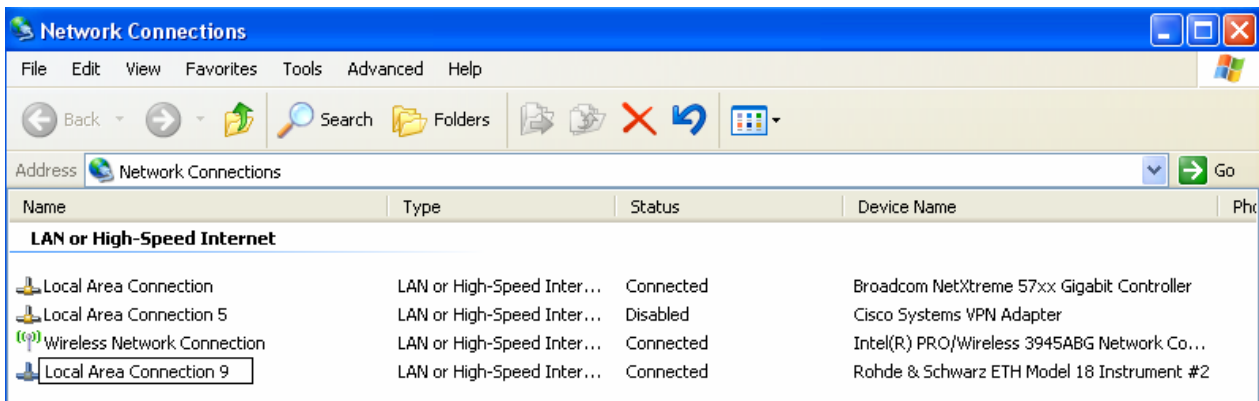 Network Connections
File Edit View Favorites Tools Advanced Help
Back Search Folders
Address Network Connections Go
Name Type Status Device Name Pho
LAN or High-Speed Internet
Local Area Connection LAN or High-Speed Inter... Connected Broadcom NetXtreme 57xx Gigabit Controller
Local Area Connection 5 LAN or High-Speed Inter... Disabled Cisco Systems VPN Adapter
Wireless Network Connection LAN or High-Speed Inter... Connected Intel(R) PRO/Wireless 3945ABG Network Co...
Local Area Connection 9 LAN or High-Speed Inter... Connected Rohde & Schwarz ETH Model 18 Instrument #2